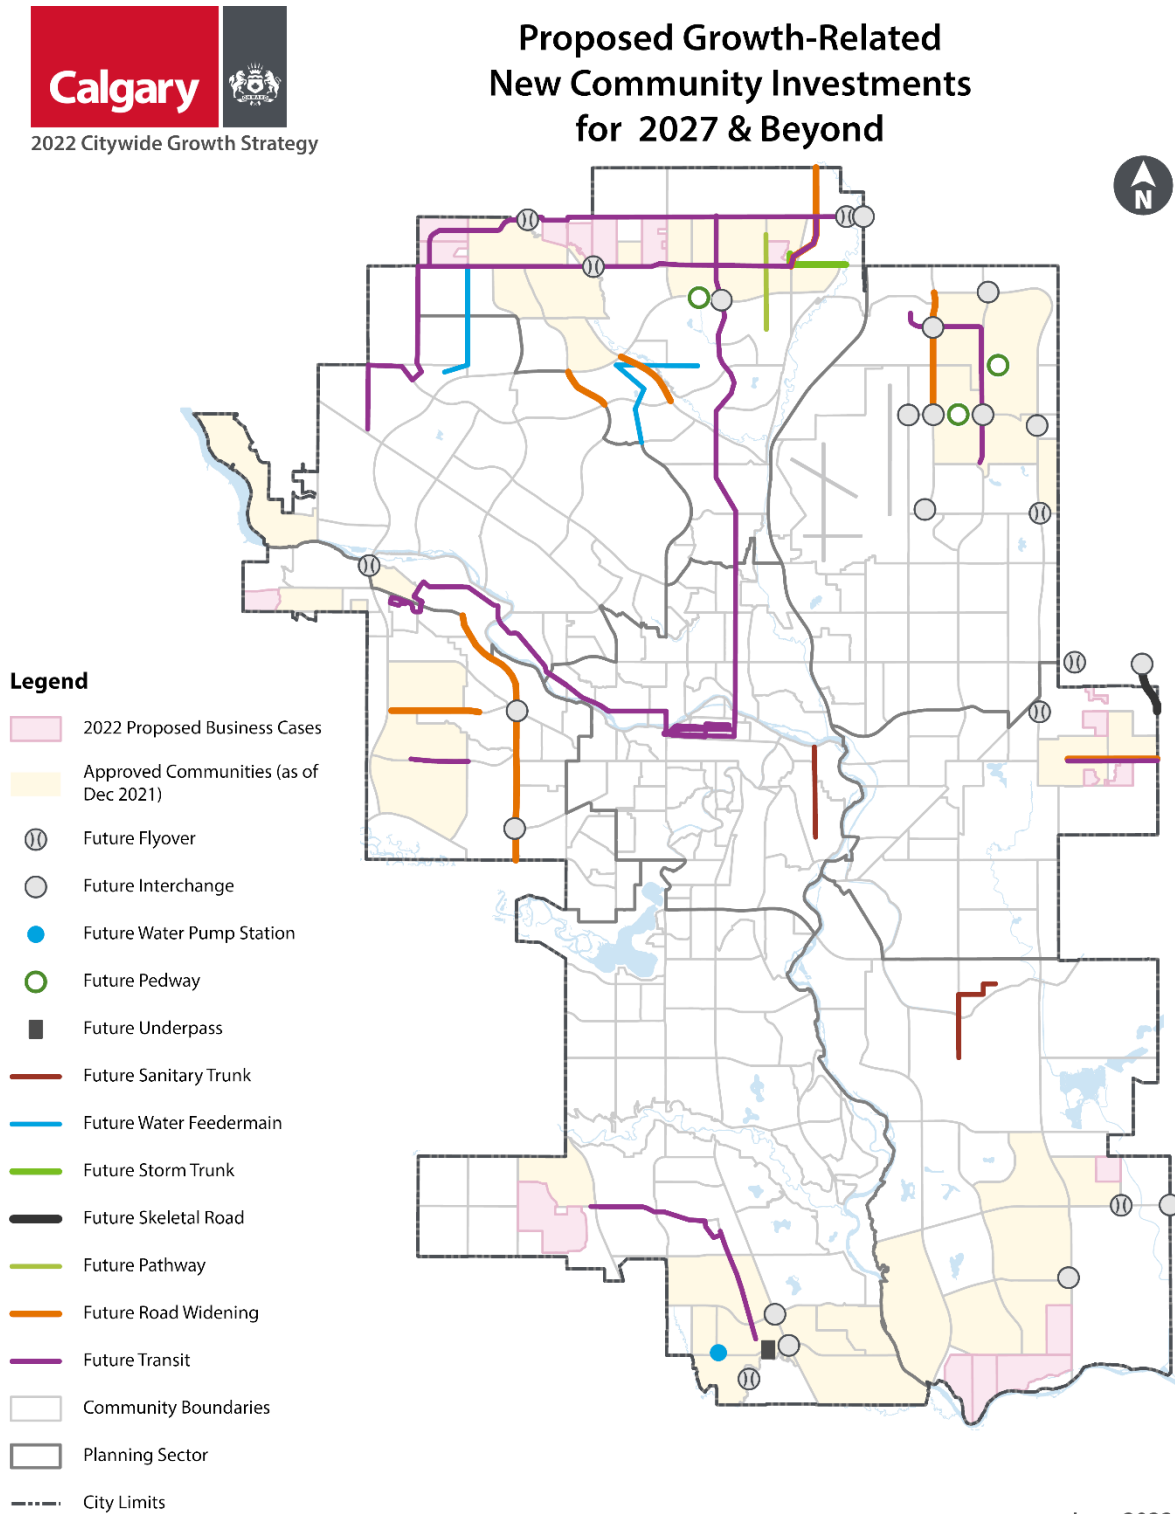 Calgary
2022 Citywide Growth Strategy
Proposed Growth-Related
New Community Investments
for 2027 & Beyond
N
Legend
2022 Proposed Business Cases
Approved Communities (as of
Dec 2021)
Future Flyover
Future Interchange
Future Water Pump Station
Future Pedway
Future Underpass
Future Sanitary Trunk
Future Water Feedermain
Future Storm Trunk
Future Skeletal Road
Future Pathway
Future Road Widening
Future Transit
Community Boundaries
Planning Sector
City Limits